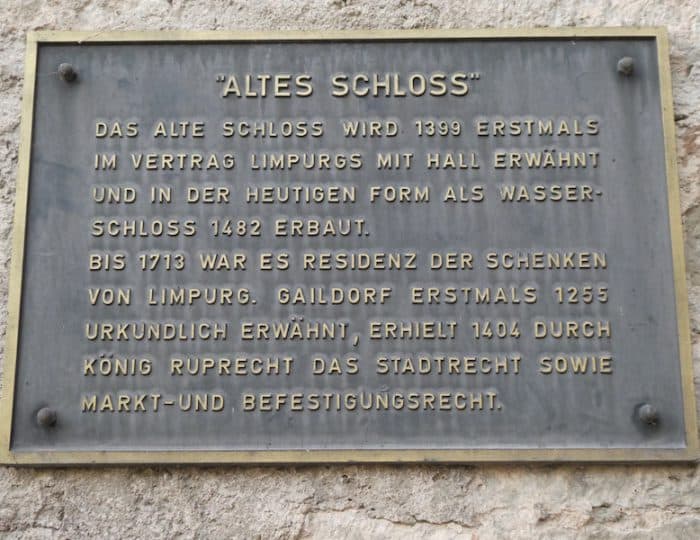 "ALTES SCHLOSS"
DAS ALTE SCHLOSS WIRD 1399 ERSTMALS
IM VERTRAG LIMPURGS MIT HALL ERWÄHNT
UND IN DER HEUTIGEN FORM ALS WASSER-
SCHLOSS 1482 ERBAUT.
BIS 1713 WAR ES RESIDENZ DER SCHENKEN
VON LIMPURG. GAILDORF ERSTMALS 1255
URKUNDLICH ERWÄHNT, ERHIELT 1404 DURCH
KÖNIG RUPRECHT DAS STADTRECHT SOWIE
MARKT-UND BEFESTIGUNGSRECHT.